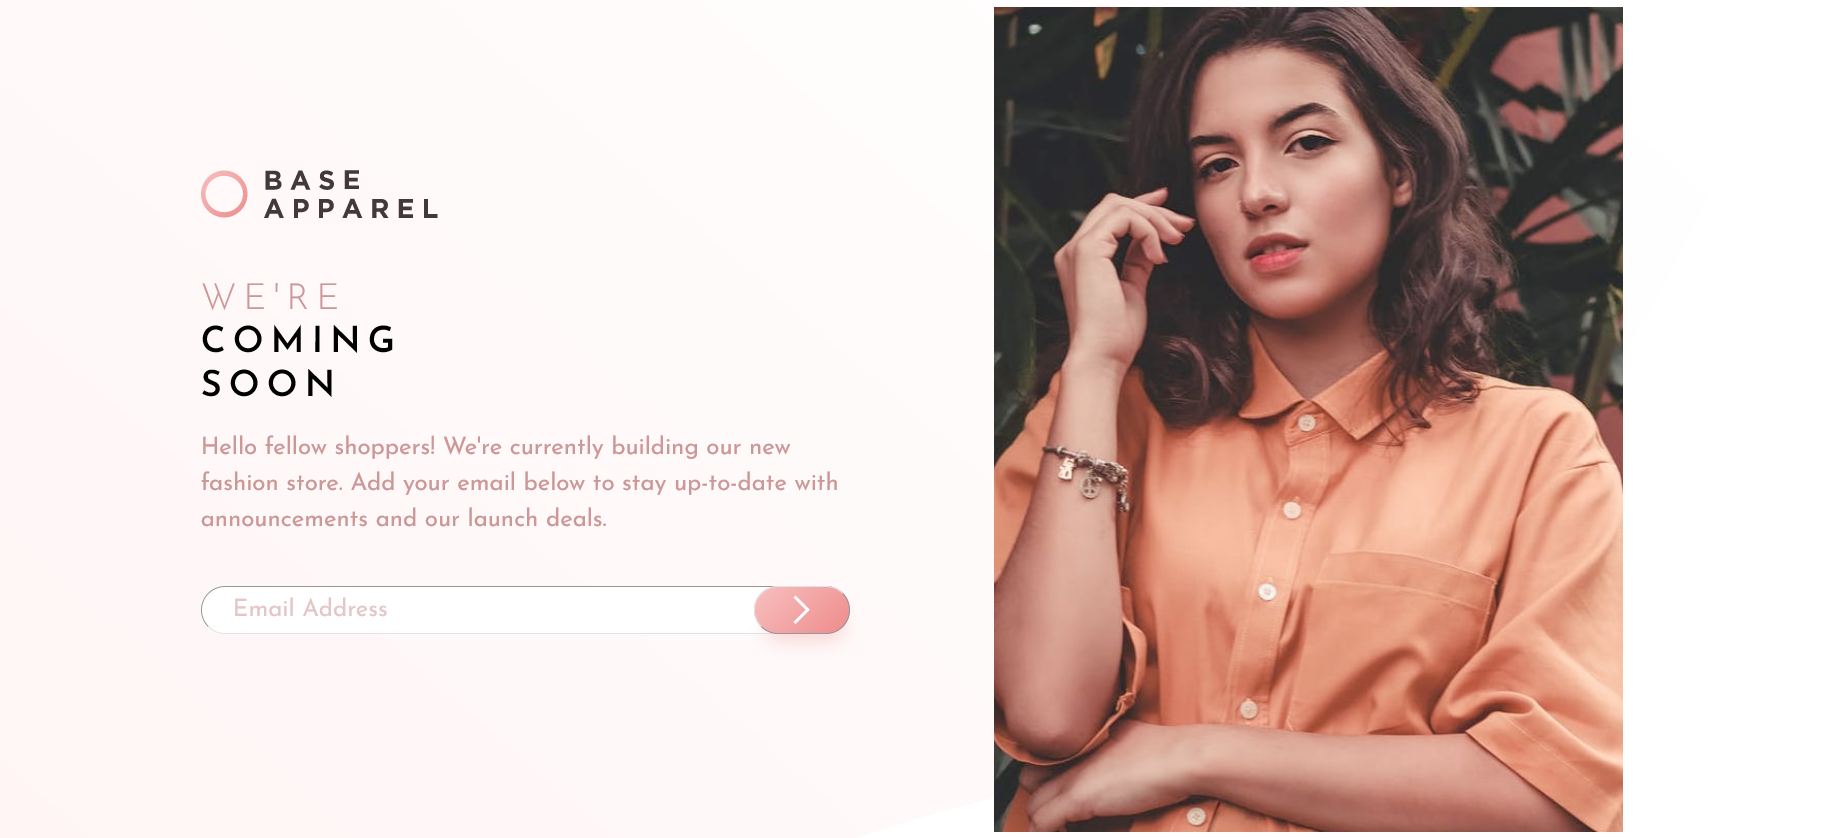 BASE
APPAREL
WE'RE
COMING
SOON
Hello fellow shoppers! We're currently building our new
fashion store. Add your email below to stay up-to-date with
announcements and our launch deals.
Email Address